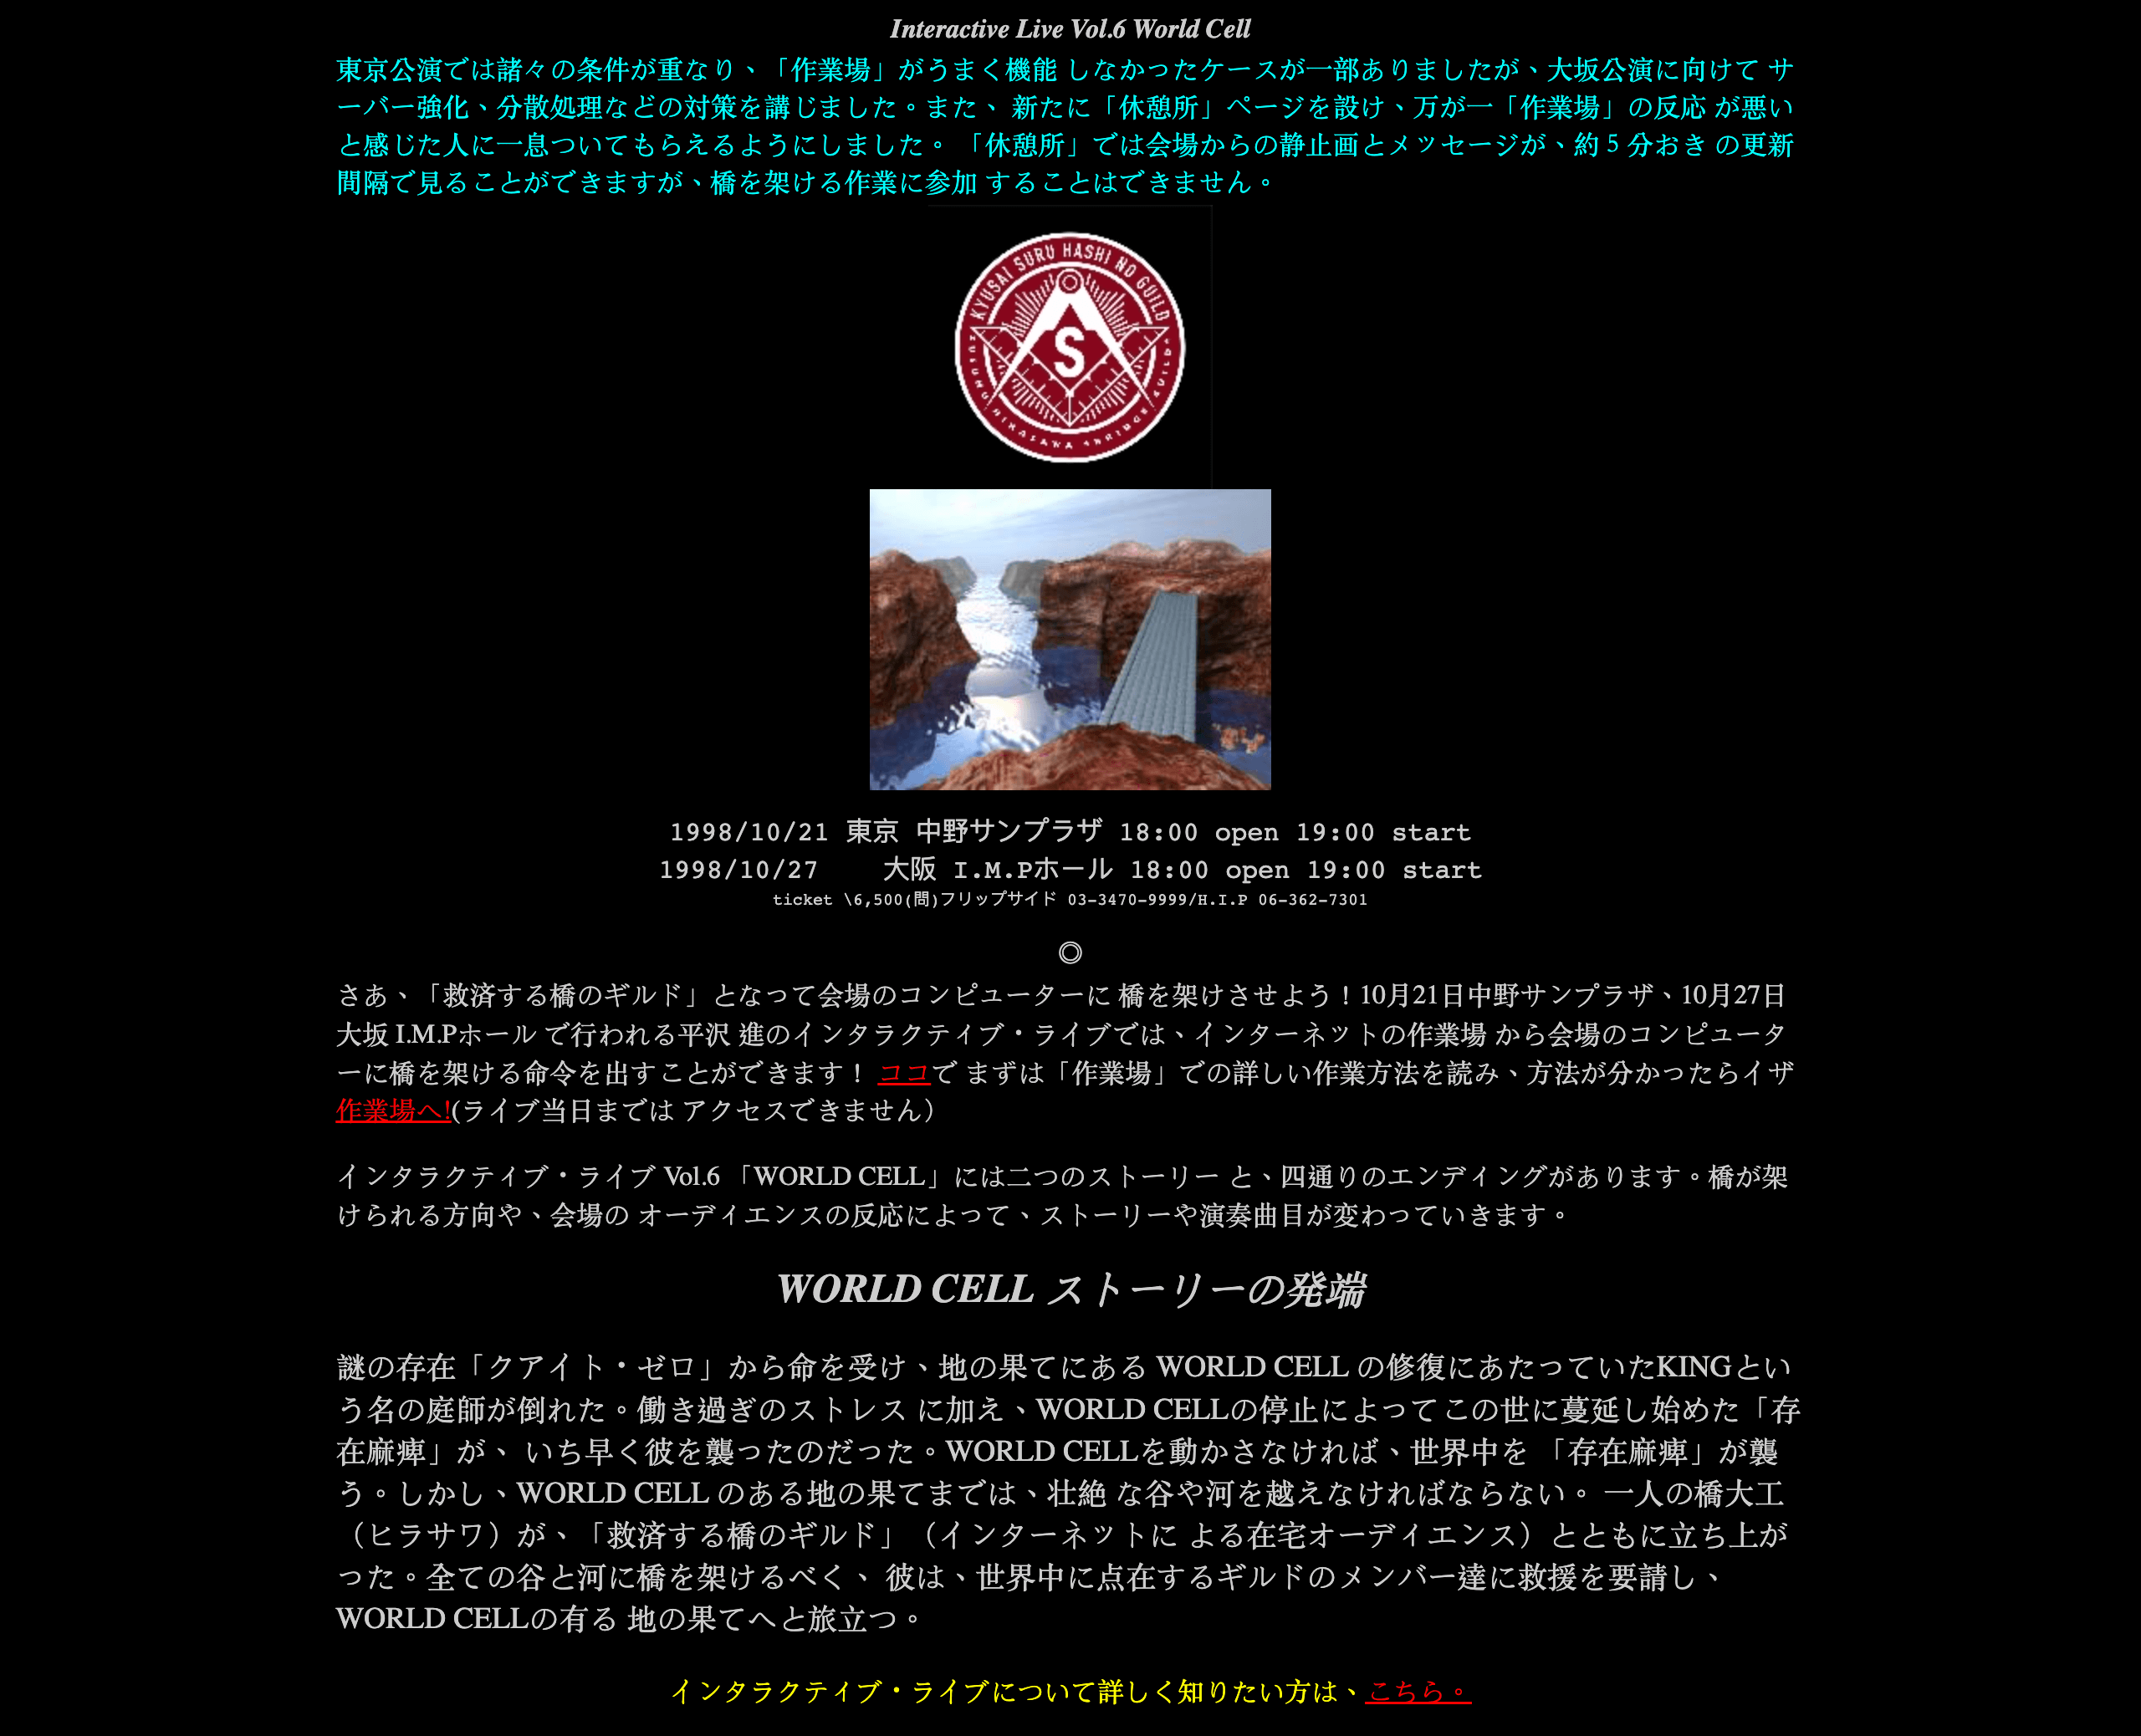 Interactive Live Vol.6 World Cell
東京公演では諸々の条件が重なり、「作業場」がうまく機能 しなかったケースが一部ありましたが、大坂公演に向けて サ
ーバー強化、分散処理などの対策を講じました。また、 新たに「休憩所」ページを設け、万が一「作業場」の反応 が悪い
と感じた人に一息ついてもらえるようにしました。 「休憩所」では会場からの静止画とメッセージが、約５分おき の更新
間隔で見ることができますが、橋を架ける作業に参加 することはできません。
KYUSAI SURU HASHI NO GUILD
S
1998/10/21 東京 中野サンプラザ 18:00 open 19:00 start
1998/10/27　 大阪 I.M.Pホール 18:00 open 19:00 start
ticket \6,500(問)フリップサイド 03-3470-9999/H.I.P 06-362-7301
◎
さあ、「救済する橋のギルド」となって会場のコンピューターに 橋を架けさせよう！10月21日中野サンプラザ、10月27日
大坂 I.M.Pホール で行われる平沢 進のインタラクティブ・ライブでは、インターネットの作業場 から会場のコンピュータ
ーに橋を架ける命令を出すことができます！ ココで まずは「作業場」での詳しい作業方法を読み、方法が分かったらイザ
作業場へ!(ライブ当日までは アクセスできません）
インタラクティブ・ライブ Vol.6 「WORLD CELL」には二つのストーリー と、四通りのエンディングがあります。橋が架
けられる方向や、会場の オーディエンスの反応によって、ストーリーや演奏曲目が変わっていきます。
WORLD CELL ストーリーの発端
謎の存在「クアイト・ゼロ」から命を受け、地の果てにある WORLD CELL の修復にあたっていたKINGとい
う名の庭師が倒れた。働き過ぎのストレス に加え、WORLD CELLの停止によってこの世に蔓延し始めた「存
在麻痺」が、 いち早く彼を襲ったのだった。WORLD CELLを動かさなければ、世界中を 「存在麻痺」が襲
う。しかし、WORLD CELL のある地の果てまでは、壮絶 な谷や河を越えなければならない。 一人の橋大工
（ヒラサワ）が、「救済する橋のギルド」（インターネットに よる在宅オーディエンス）とともに立ち上が
った。全ての谷と河に橋を架けるべく、 彼は、世界中に点在するギルドのメンバー達に救援を要請し、
WORLD CELLの有る 地の果てへと旅立つ。
インタラクティブ・ライブについて詳しく知りたい方は、こちら。